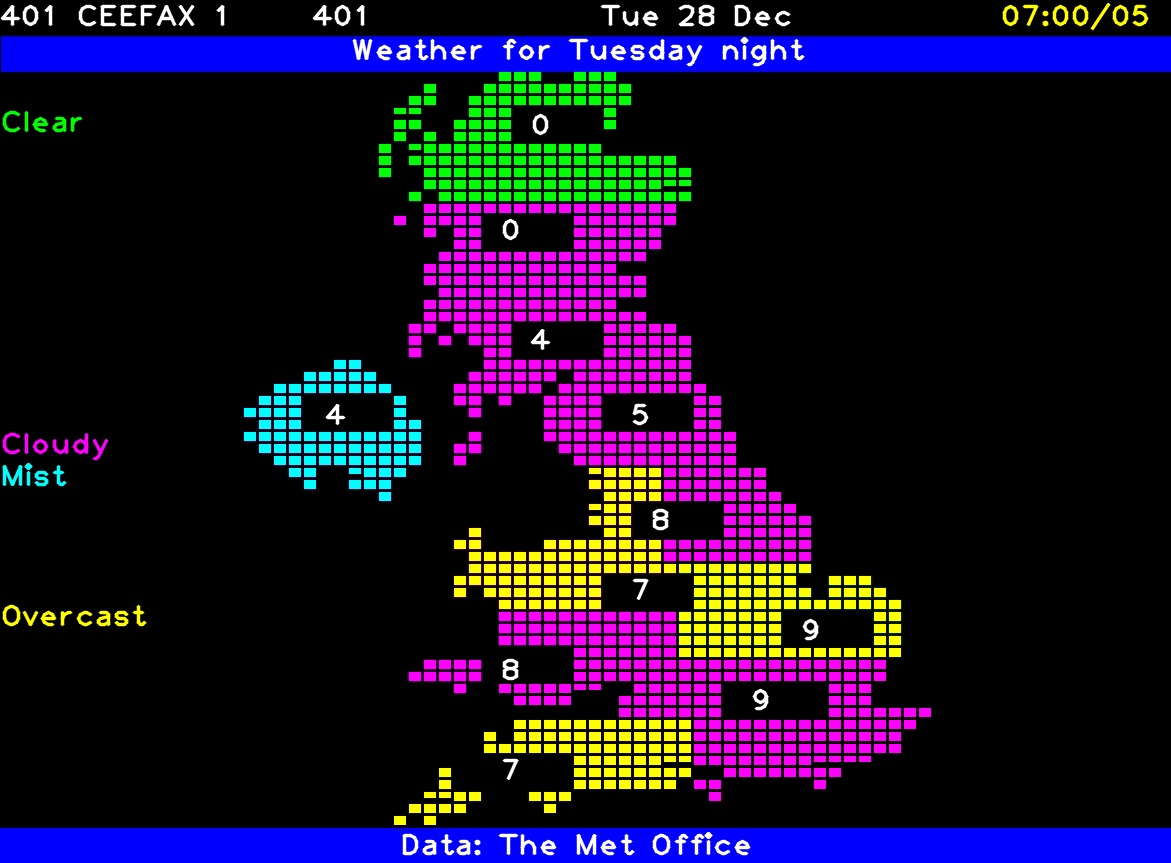 401 CEEFAX 1 401 Tue 28 Dec 07:00/05
Weather for Tuesday night
Clear
0
0
4
4
5
Cloudy
Mist
8
7
Overcast
9
8
9
7
Data: The Met Office